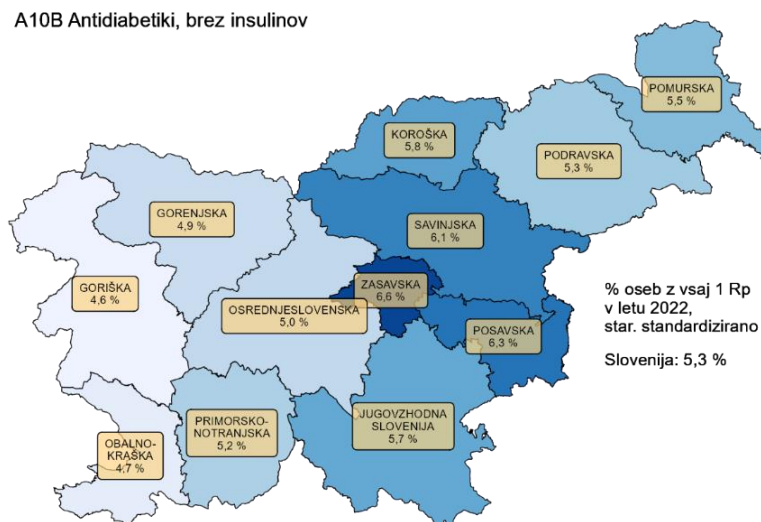 A10B Antidiabetiki, brez insulinov
POMURSKA
5,5 %
KOROŠKA
5,8 %
PODRAVSKA
5,3 %
GORENJSKA
4,9 %
SAVINJSKA
6,1 %
GORIŠKA
4,6 %
ZASAVSKA
6,6 %
OSREDNJESLOVENSKA
5,0 %
POSAVSKA
6,3 %
% oseb z vsaj 1 Rp
v letu 2022,
star. standardizirano
Slovenija: 5,3 %
OBALNO-
KRAŠKA
4,7 %
PRIMORSKO-
NOTRANJSKA
5,2 %
JUGOVZHODNA
SLOVENIJA
5,7 %